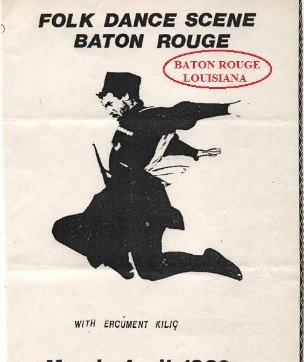 FOLK DANCE SCENE
BATON ROUGE
BATON ROUGE
LOUISIANA
WITH ERCUMENT KILIÇ